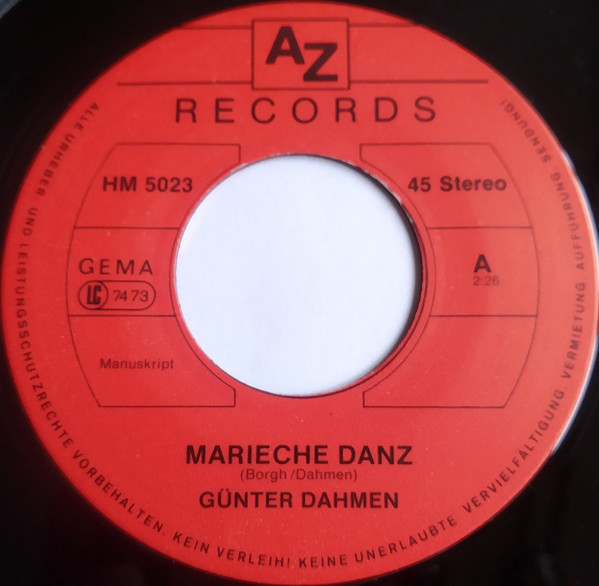 AZ
RECORDS
HM 5023
45 Stereo
GEMA
LC 7473
A
2:26
Manuskript
MARIECHE DANZ
(Borgh/Dahmen)
GÜNTER DAHMEN
ALLE URHEBER UND LEISTUNGSSCHUTZRECHTE VORBEHALTEN. KEIN VERLEIH! KEINE UNERLAUBTE VERVIELFÄLTIGUNG. VERMIETUNG. AUFFÜHRUNG. SENDUNG!